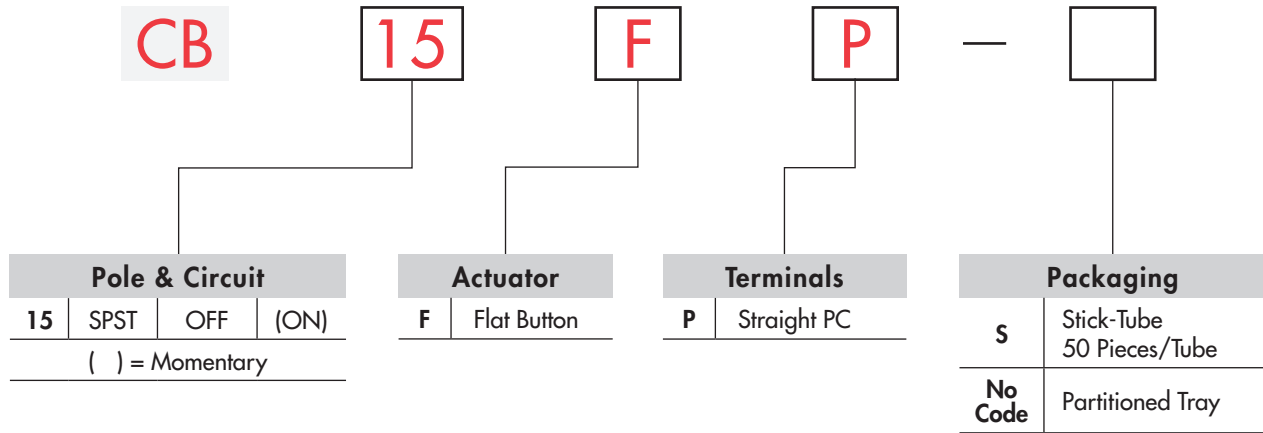 CB 15 F P —
Pole & Circuit
15 SPST OFF (ON)
( ) = Momentary
Actuator
F Flat Button
Terminals
P Straight PC
Packaging
S Stick-Tube
50 Pieces/Tube
No
Code Partitioned Tray